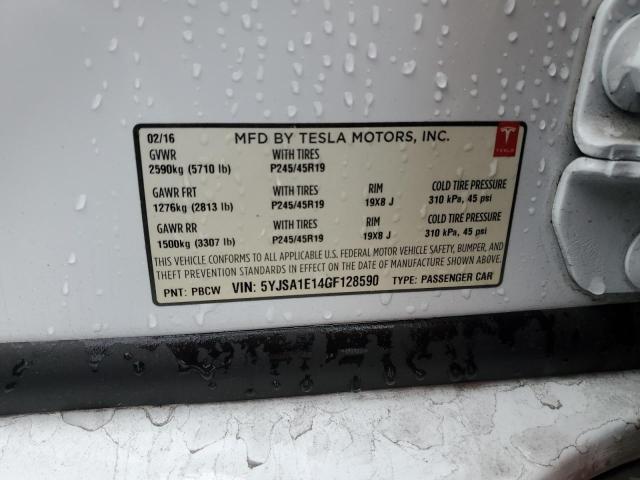 02/16 MFD BY TESLA MOTORS, INC.
GVWR WITH TIRES
2590kg (5710 lb) P245/45R19
TESLA
GAWR FRT WITH TIRES RIM COLD TIRE PRESSURE
1276kg (2813 lb) P245/45R19 19X8 J 310 kPa, 45 psi
GAWR RR WITH TIRES RIM COLD TIRE PRESSURE
1500kg (3307 lb) P245/45R19 19X8 J 310 kPa, 45 psi
THIS VEHICLE CONFORMS TO ALL APPLICABLE U.S. FEDERAL MOTOR VEHICLE SAFETY, BUMPER, AND
THEFT PREVENTION STANDARDS IN EFFECT ON THE DATE OF MANUFACTURE SHOWN ABOVE.
PNT: PBCW VIN: 5YJSA1E14GF128590 TYPE: PASSENGER CAR